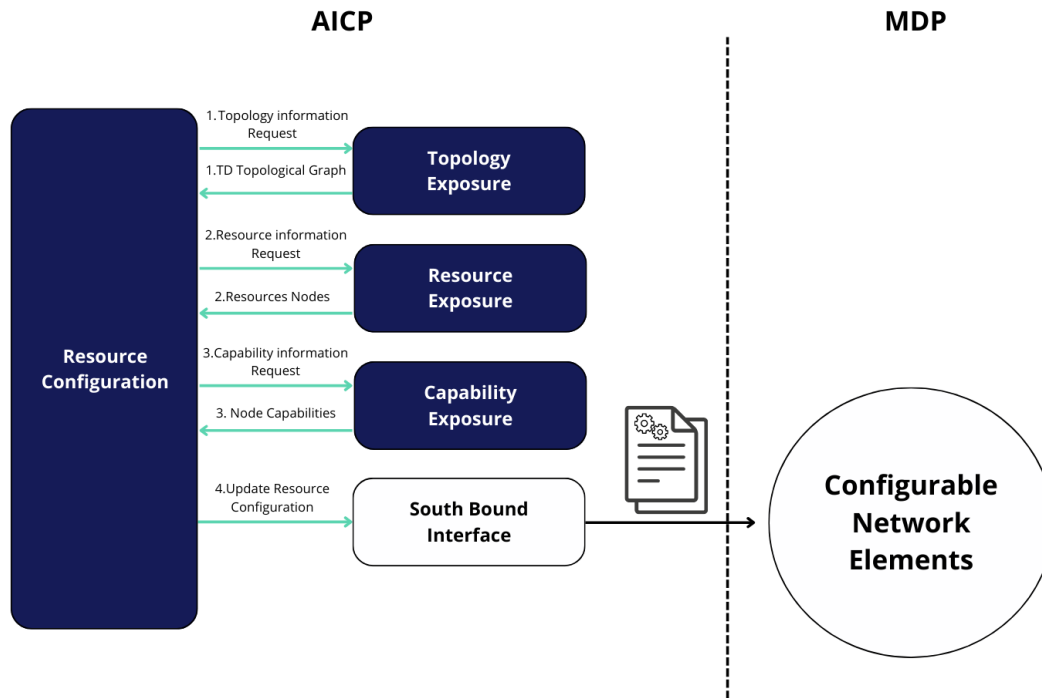 AICP
MDP
1.Topology information
Request
Topology
Exposure
1.TD Topological Graph
2.Resource information
Request
Resource
Exposure
2.Resources Nodes
Resource
Configuration
3.Capability information
Request
Capability
Exposure
3. Node Capabilities
4.Update Resource
Configuration
South Bound
Interface
Configurable
Network
Elements